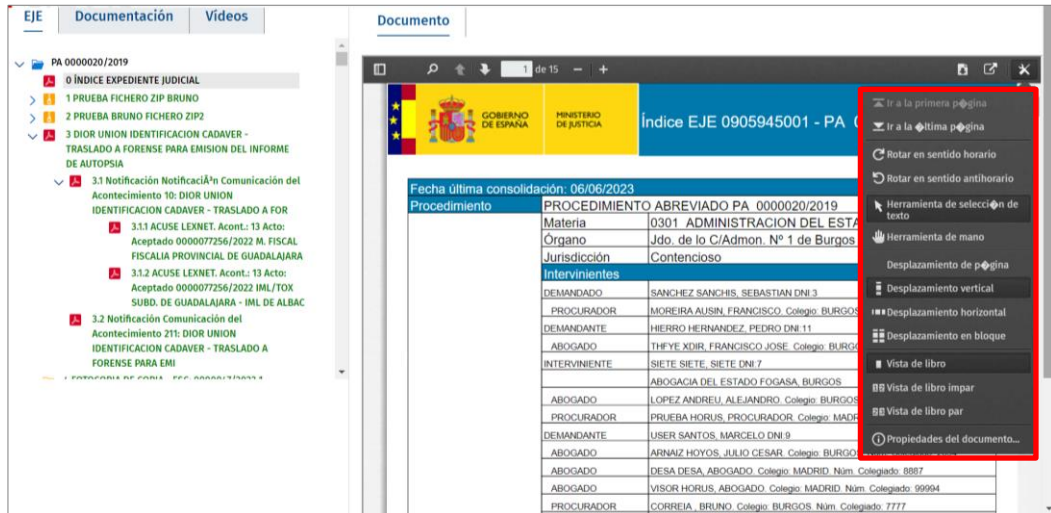 EJE Documentación Vídeos
PA 0000020/2019
0 ÍNDICE EXPEDIENTE JUDICIAL
1 PRUEBA FICHERO ZIP BRUNO
2 PRUEBA BRUNO FICHERO ZIP2
3 DIOR UNION IDENTIFICACION CADAVER -
TRASLADO A FORENSE PARA EMISION DEL INFORME
DE AUTOPSIA
3.1 Notificación NotificaciÃ³n Comunicación del
Acontecimiento 10: DIOR UNION
IDENTIFICACION CADAVER - TRASLADO A FOR
3.1.1 ACUSE LEXNET. Acont.: 13 Acto:
Aceptado 0000077256/2022 M. FISCAL
FISCALIA PROVINCIAL DE GUADALAJARA
3.1.2 ACUSE LEXNET. Acont.: 13 Acto:
Aceptado 0000077256/2022 IML/TOX
SUBD. DE GUADALAJARA - IML DE ALBAC
3.2 Notificación Comunicación del
Acontecimiento 211: DIOR UNION
IDENTIFICACION CADAVER - TRASLADO A
FORENSE PARA EMI
Documento
1 de 15
GOBIERNO
DE ESPAÑA
MINISTERIO
DE JUSTICIA
Índice EJE 0905945001 - PA
Fecha última consolidación: 06/06/2023
Procedimiento PROCEDIMIENTO ABREVIADO PA 0000020/2019
Materia 0301 ADMINISTRACION DEL ESTA
Órgano Jdo. de lo C/Admon. Nº 1 de Burgos
Jurisdicción Contencioso
Intervinientes
DEMANDADO SANCHEZ SANCHIS, SEBASTIAN DNI:3
PROCURADOR MOREIRA AUSIN, FRANCISCO. Colegio: BURGOS
DEMANDANTE HIERRO HERNANDEZ, PEDRO DNI:11
ABOGADO THFYE XDIR, FRANCISCO JOSE. Colegio: BURGO
INTERVINIENTE SIETE SIETE, SIETE DNI:7
ABOGACIA DEL ESTADO FOGASA, BURGOS
ABOGADO LOPEZ ANDREU, ALEJANDRO. Colegio: BURGOS
PROCURADOR PRUEBA HORUS, PROCURADOR. Colegio: MADR
DEMANDANTE USER SANTOS, MARCELO DNI:9
ABOGADO ARNAIZ HOYOS, JULIO CESAR. Colegio: BURGO
ABOGADO DESA DESA, ABOGADO. Colegio: MADRID. Núm. Colegiado: 8887
ABOGADO VISOR HORUS, ABOGADO. Colegio: MADRID. Núm. Colegiado: 99994
PROCURADOR CORREIA , BRUNO. Colegio: BURGOS. Núm. Colegiado: 7777
Ir a la primera p�gina
Ir a la �ltima p�gina
Rotar en sentido horario
Rotar en sentido antihorario
Herramienta de selecci�n de
texto
Herramienta de mano
Desplazamiento de p�gina
Desplazamiento vertical
Desplazamiento horizontal
Desplazamiento en bloque
Vista de libro
Vista de libro impar
Vista de libro par
Propiedades del documento...